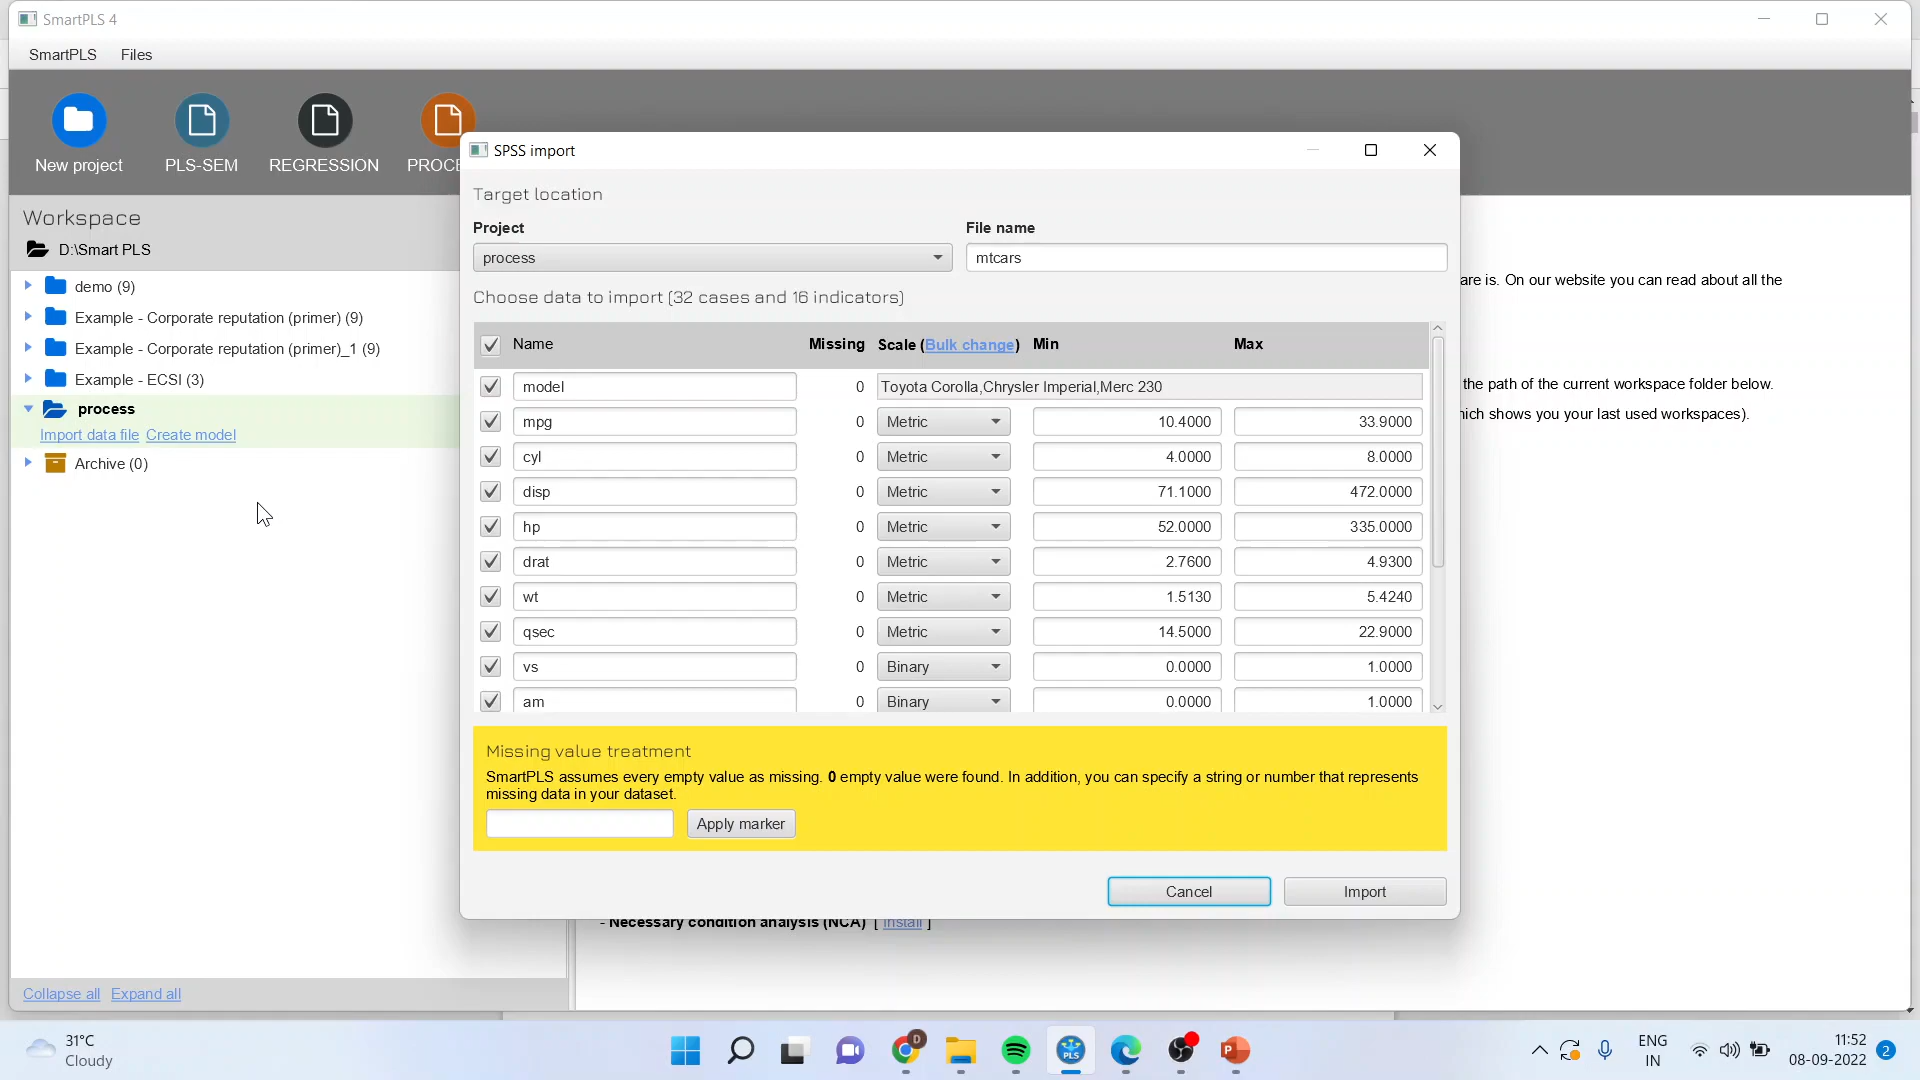 SmartPLS 4
SmartPLS Files
New project PLS-SEM REGRESSION
Workspace
D:\Smart PLS
demo (9)
Example - Corporate reputation (primer) (9)
Example - Corporate reputation (primer)_1 (9)
Example - ECSI (3)
process
Import data file Create model
Archive (0)
Collapse all Expand all
SPSS import
Target location
Project File name
process mtcars
Choose data to import (32 cases and 16 indicators)
Name Missing Scale (Bulk change) Min Max
model 0 Toyota Corolla,Chrysler Imperial,Merc 230
mpg 0 Metric 10.4000 33.9000
cyl 0 Metric 4.0000 8.0000
disp 0 Metric 71.1000 472.0000
hp 0 Metric 52.0000 335.0000
drat 0 Metric 2.7600 4.9300
wt 0 Metric 1.5130 5.4240
qsec 0 Metric 14.5000 22.9000
vs 0 Binary 0.0000 1.0000
am 0 Binary 0.0000 1.0000
Missing value treatment
SmartPLS assumes every empty value as missing. 0 empty value were found. In addition, you can specify a string or number that represents
missing data in your dataset.
Apply marker
Cancel Import
are is. On our website you can read about all the
the path of the current workspace folder below.
which shows you your last used workspaces).
- Necessary condition analysis (NCA) [ Install ]
31°C
Cloudy
D
PLS
ENG
IN
11:52
08-09-2022
2